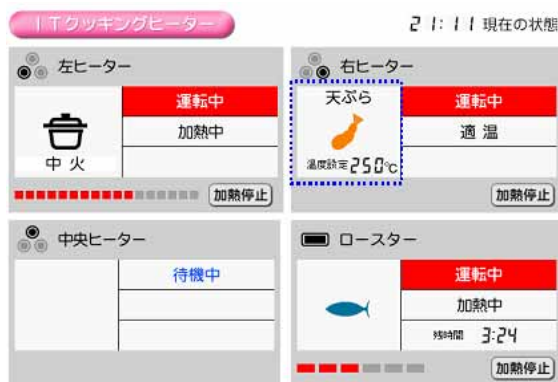 ITクッキングヒーター
21:11 現在の状態
左ヒーター
運転中
加熱中
中火
加熱停止
右ヒーター
天ぷら
温度設定250℃
運転中
適温
加熱停止
中央ヒーター
待機中
ロースター
運転中
加熱中
残時間 3:24
加熱停止